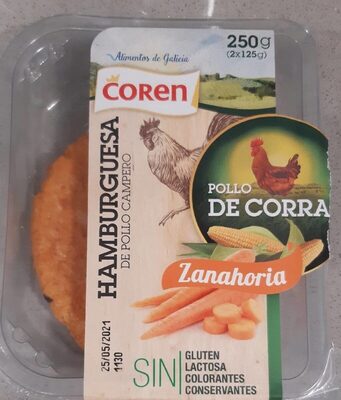 Alimentos de Galicia
250g
(2x125g)
COREN
HAMBURGUESA
DE POLLO CAMPERO
POLLO
DE CORRA
Zanahoria
25/05/2021
1130
SIN
GLUTEN
LACTOSA
COLORANTES
CONSERVANTES